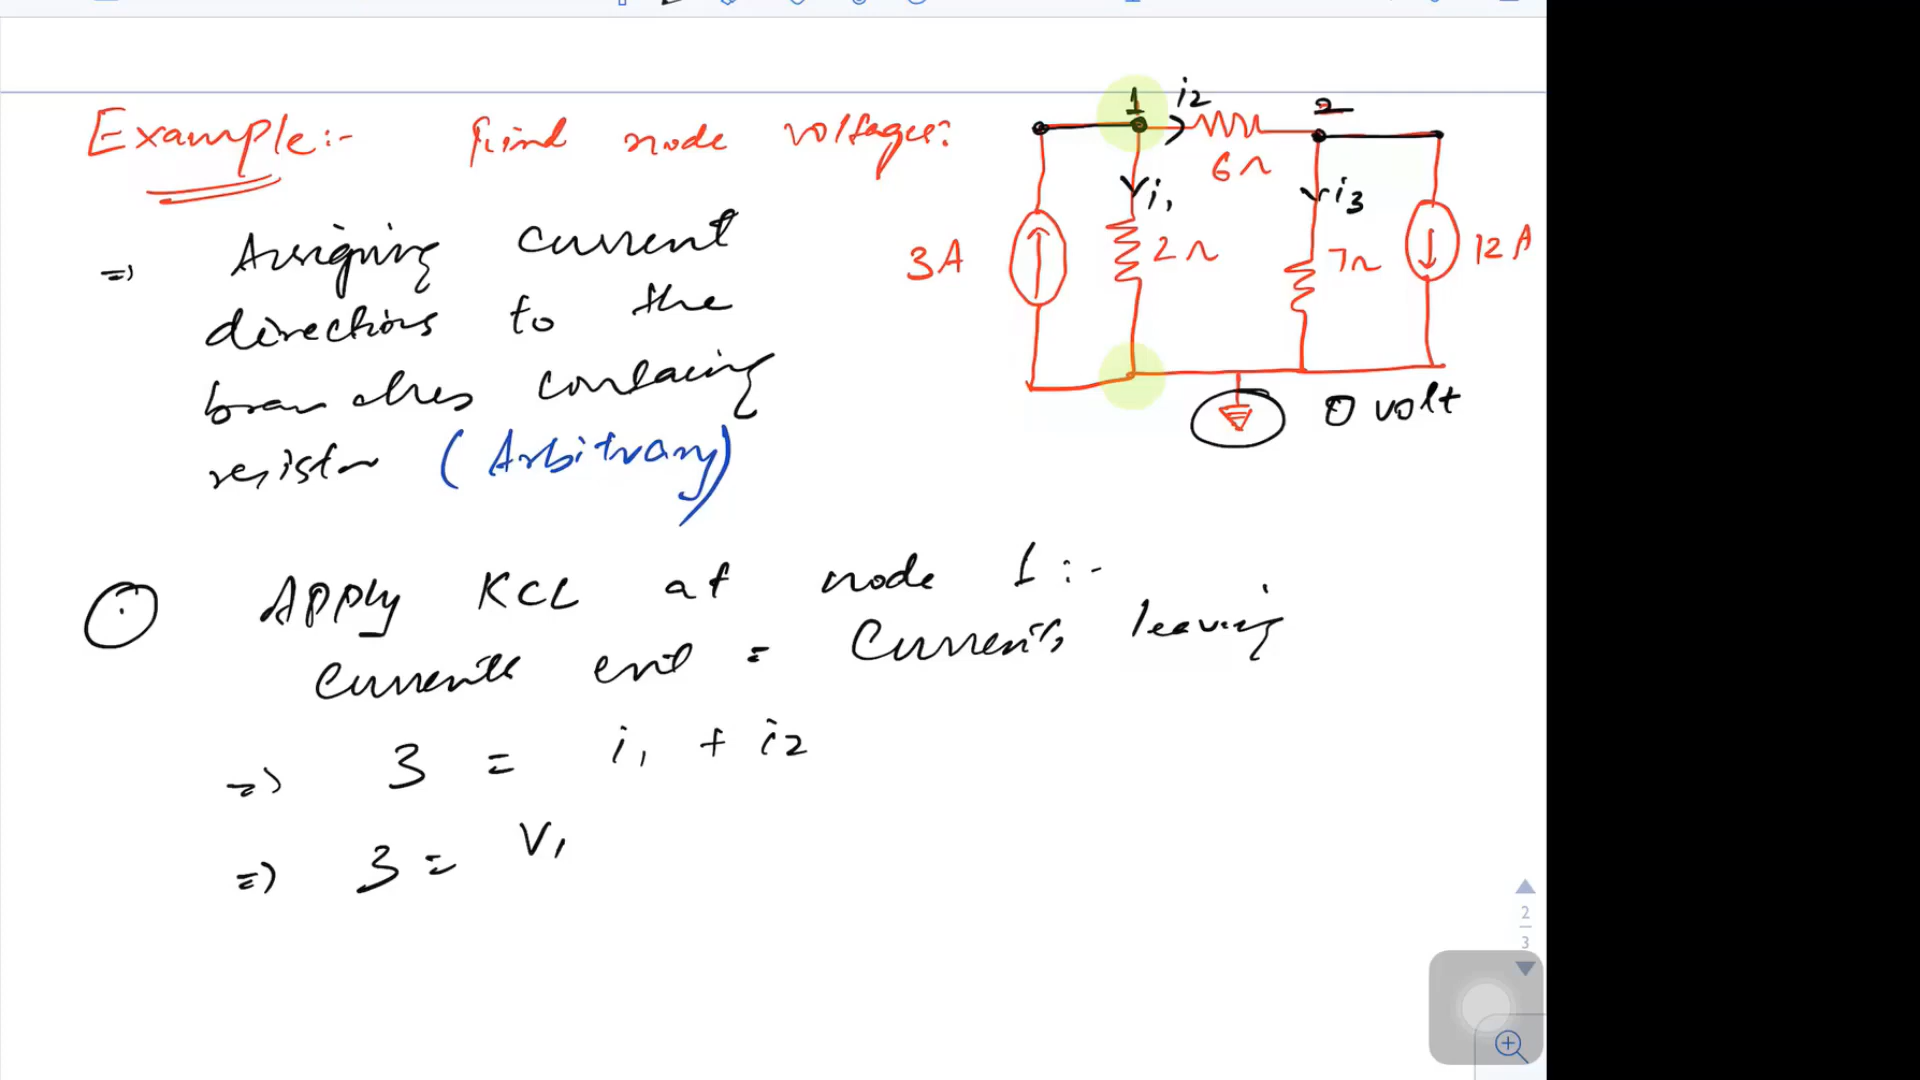 Example:- Find node voltages:
1 i2 2
6Ω
i1 i3
3A 2Ω 7Ω 12A
0 volt
=) Assigning current
directions to the
branches containg
resistor (Arbitrary)
Apply KCL at node 1:-
Currents ent = Currents leaving
=) 3 = i1 + i2
=) 3 = V1
2
3